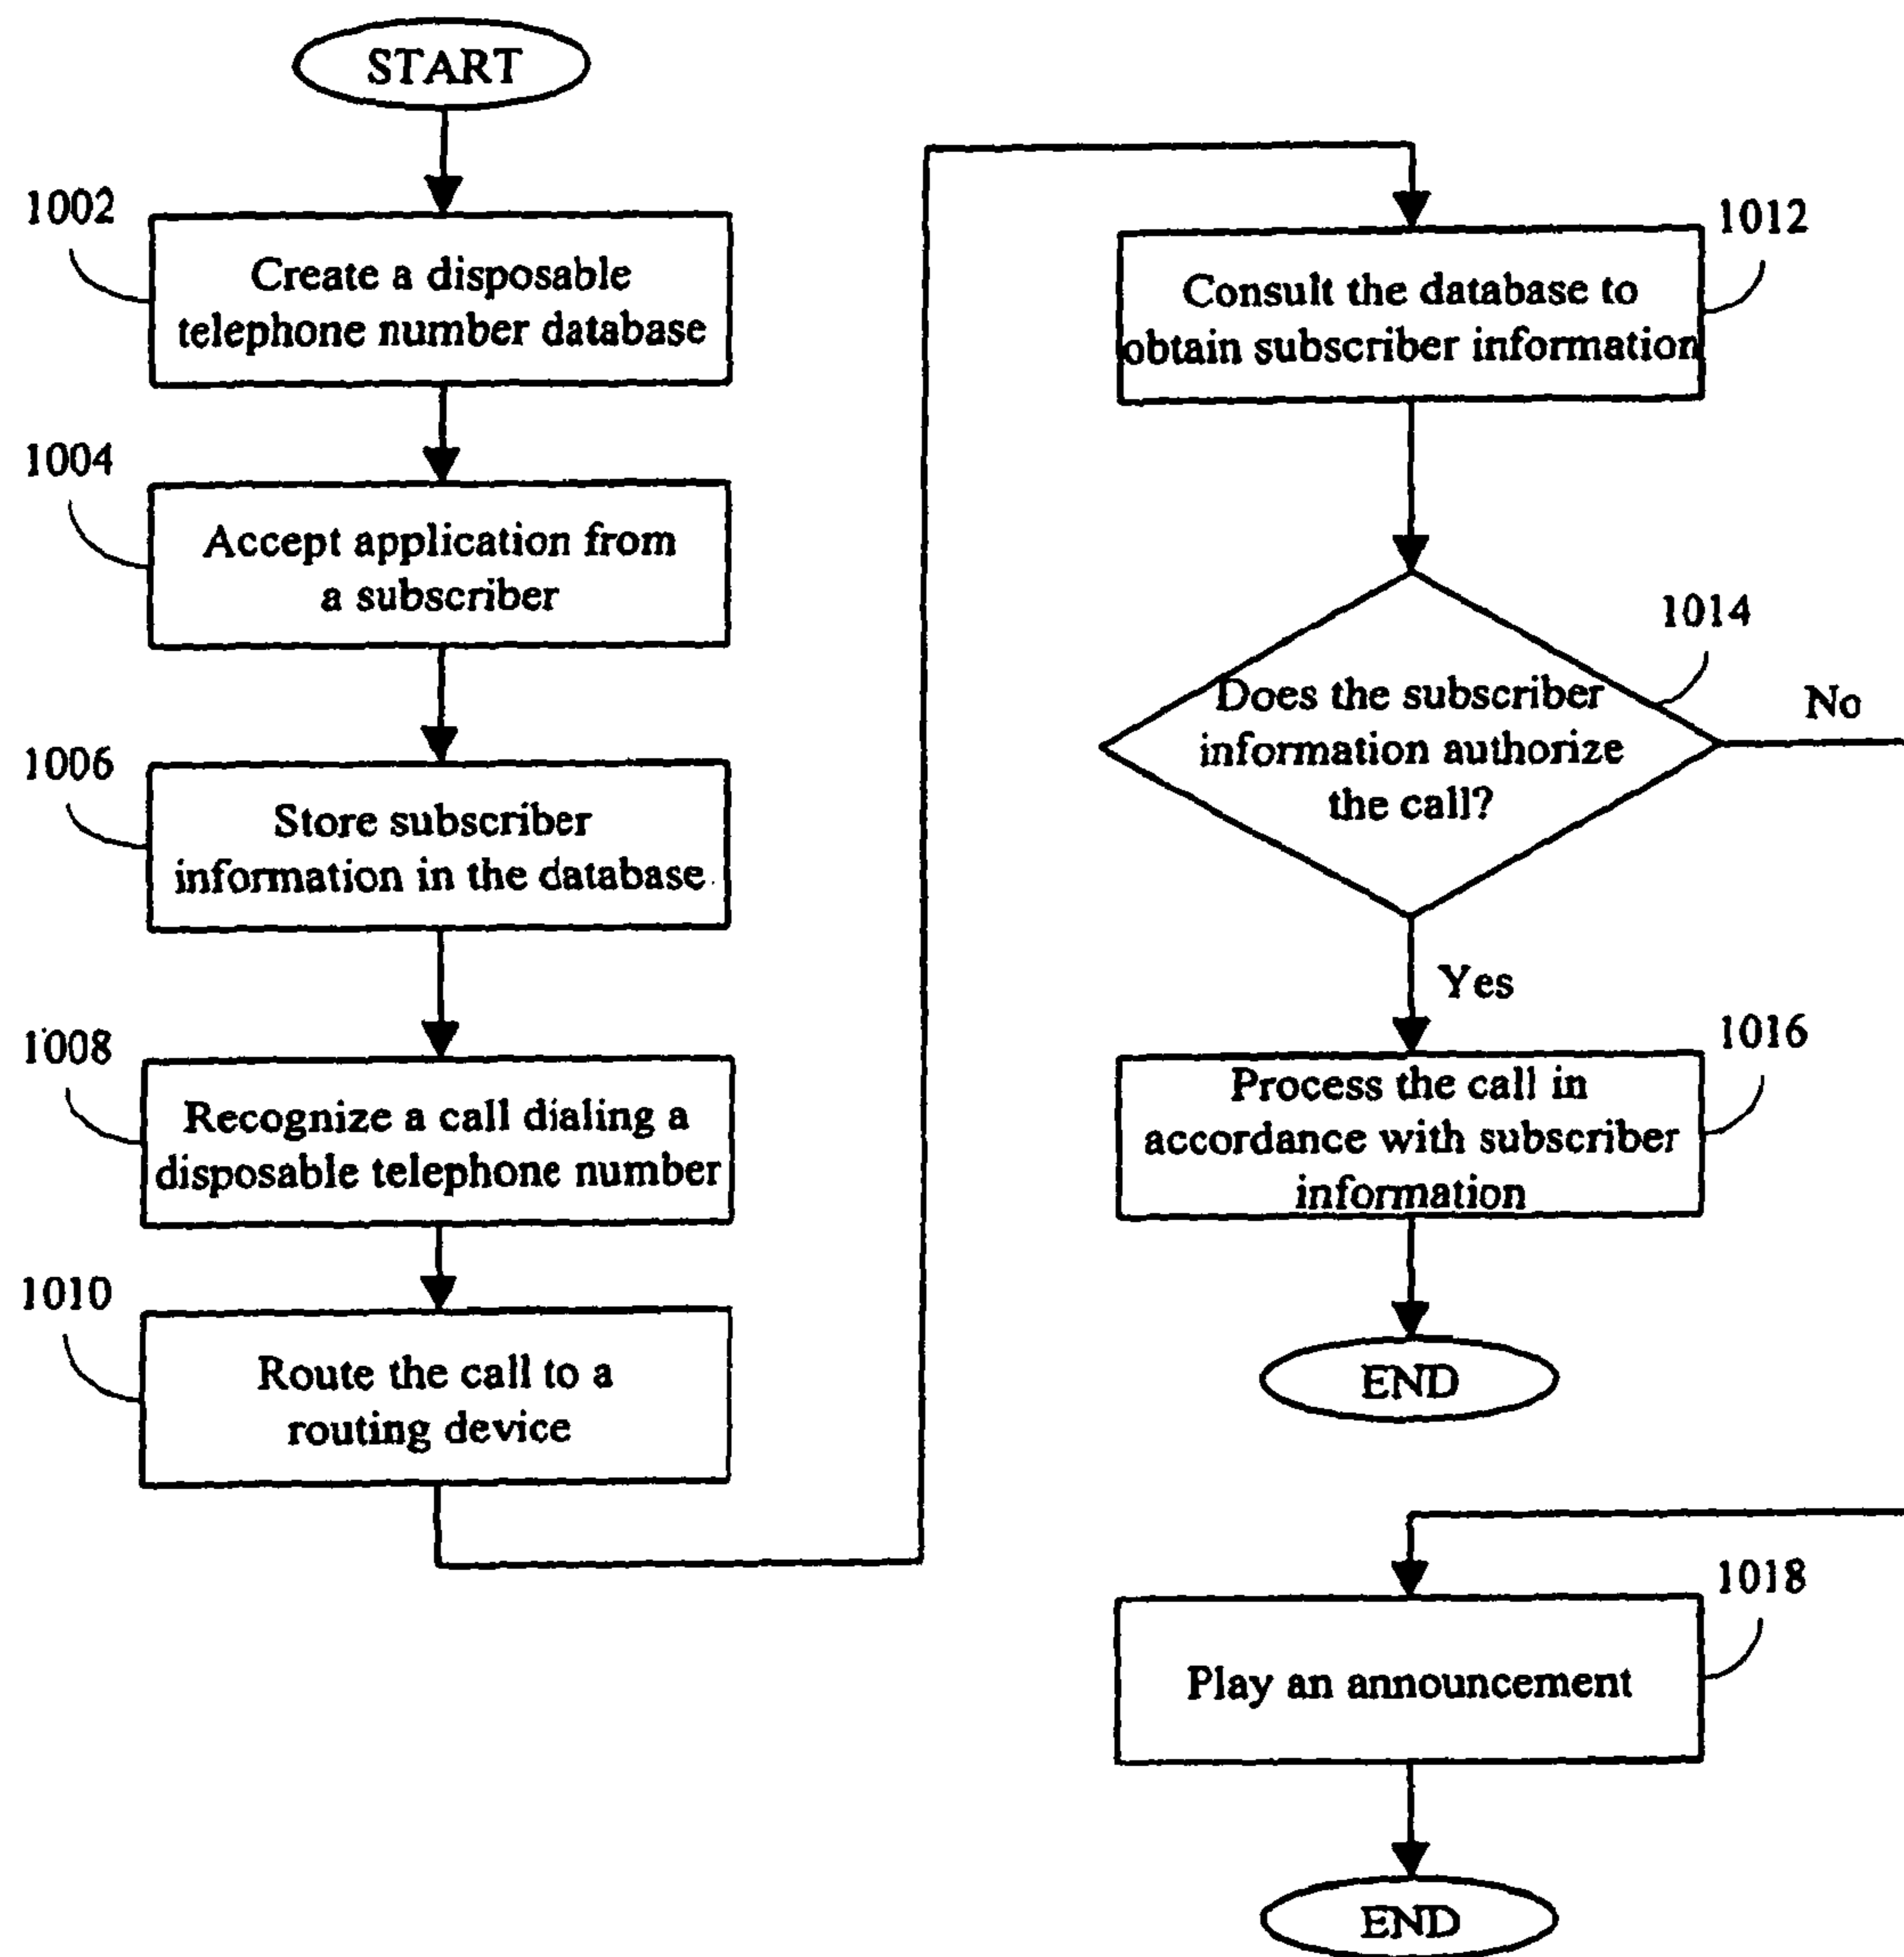 START
1002
Create a disposable
telephone number database
1004
Accept application from
a subscriber
1006
Store subscriber
information in the database
1008
Recognize a call dialing a
disposable telephone number
1010
Route the call to a
routing device
1012
Consult the database to
obtain subscriber information
1014
Does the subscriber
information authorize
the call?
No
Yes
1016
Process the call in
accordance with subscriber
information
END
1018
Play an announcement
END